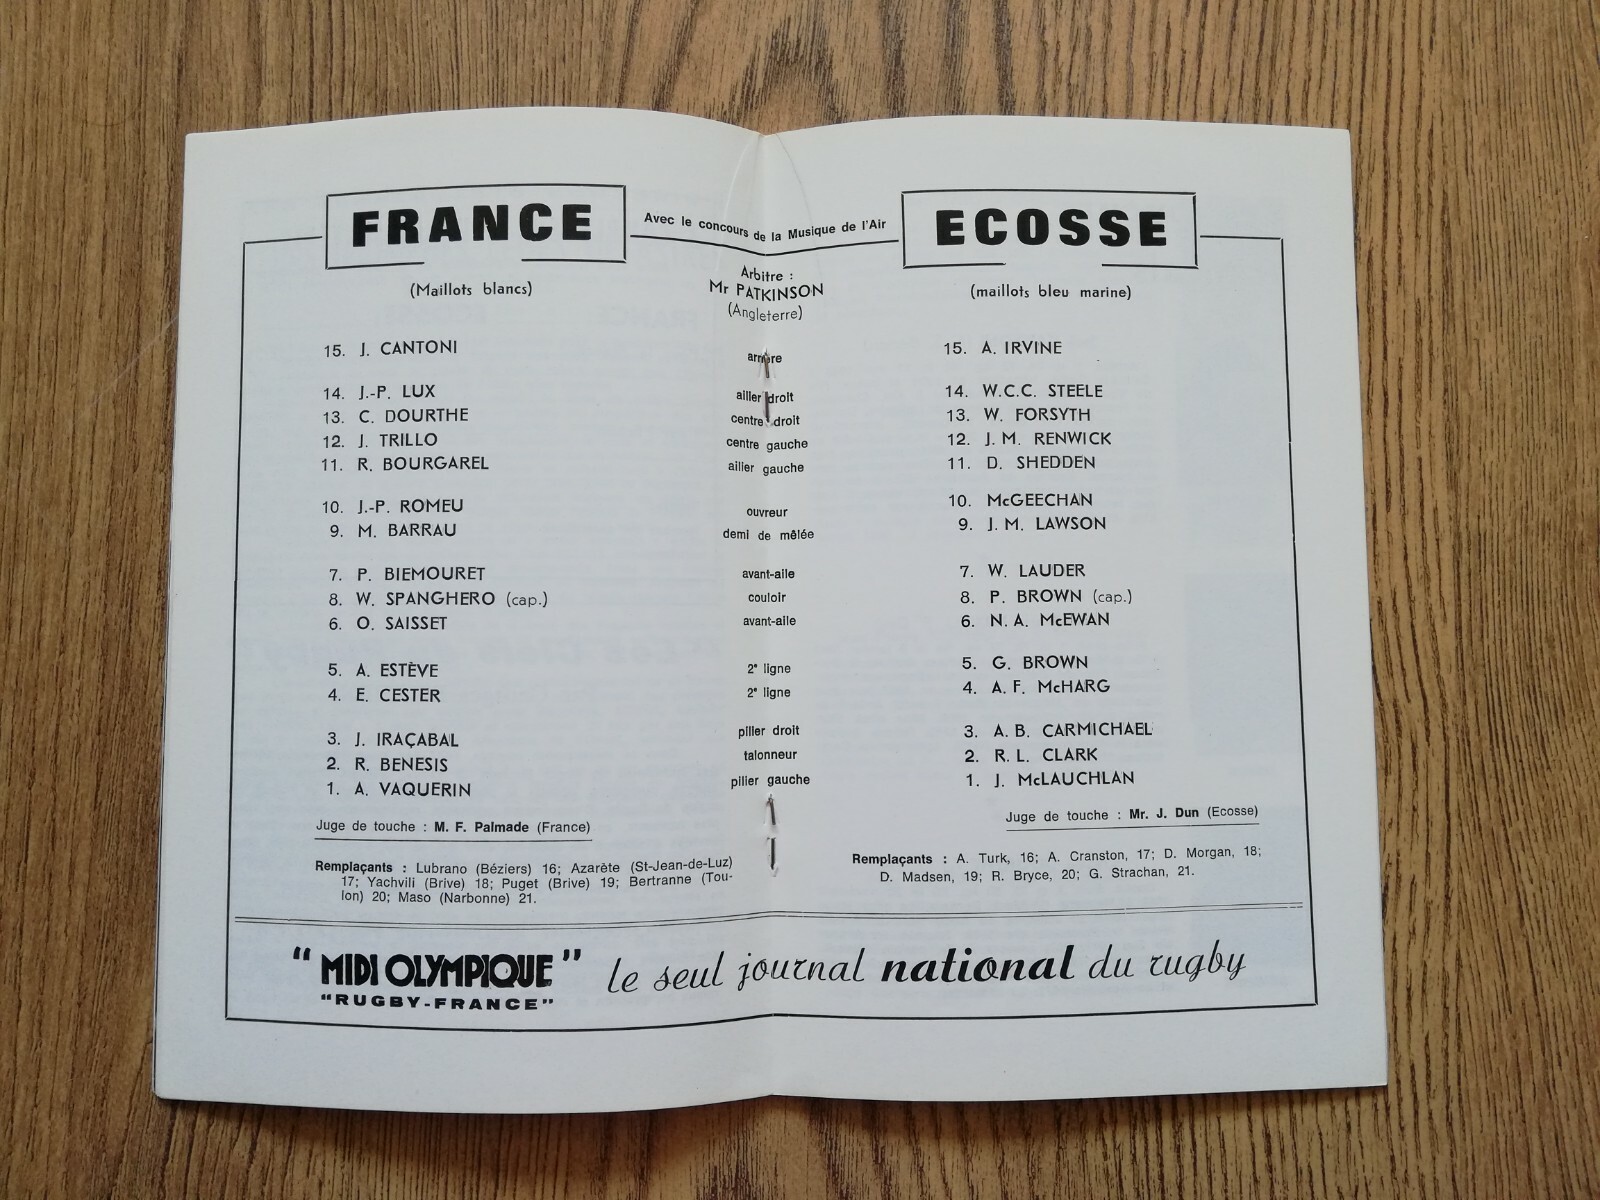 FRANCE
Avec le concours de la Musique de l'Air
ECOSSE
(Maillots blancs)
Arbitre :
Mr PATKINSON
(Angleterre)
(maillots bleu marine)
15. J. CANTONI
arrière
15. A. IRVINE
14. J.-P. LUX
ailier droit
14. W.C.C. STEELE
13. C. DOURTHE
centre droit
13. W. FORSYTH
12. J. TRILLO
centre gauche
12. J. M. RENWICK
11. R. BOURGAREL
ailier gauche
11. D. SHEDDEN
10. J.-P. ROMEU
ouvreur
10. McGEECHAN
9. M. BARRAU
demi de mêlée
9. J. M. LAWSON
7. P. BIEMOURET
avant-aile
7. W. LAUDER
8. W. SPANGHERO (cap.)
couloir
8. P. BROWN (cap.)
6. O. SAISSET
avant-aile
6. N. A. McEWAN
5. A. ESTÈVE
2e ligne
5. G. BROWN
4. E. CESTER
2e ligne
4. A. F. McHARG
3. J. IRAÇABAL
pilier droit
3. A. B. CARMICHAEL
2. R. BENESIS
talonneur
2. R. L. CLARK
1. A. VAQUERIN
pilier gauche
1. J. McLAUCHLAN
Juge de touche : M. F. Palmade (France)
Juge de touche : Mr. J. Dun (Ecosse)
Remplaçants : Lubrano (Béziers) 16; Azarète (St-Jean-de-Luz)
17; Yachvili (Brive) 18; Puget (Brive) 19; Bertranne (Tou-
lon) 20; Maso (Narbonne) 21.
Remplaçants : A. Turk, 16; A. Cranston, 17; D. Morgan, 18;
D. Madsen, 19; R. Bryce, 20; G. Strachan, 21.
"MIDI OLYMPIQUE"
"RUGBY-FRANCE"
le seul journal national du rugby